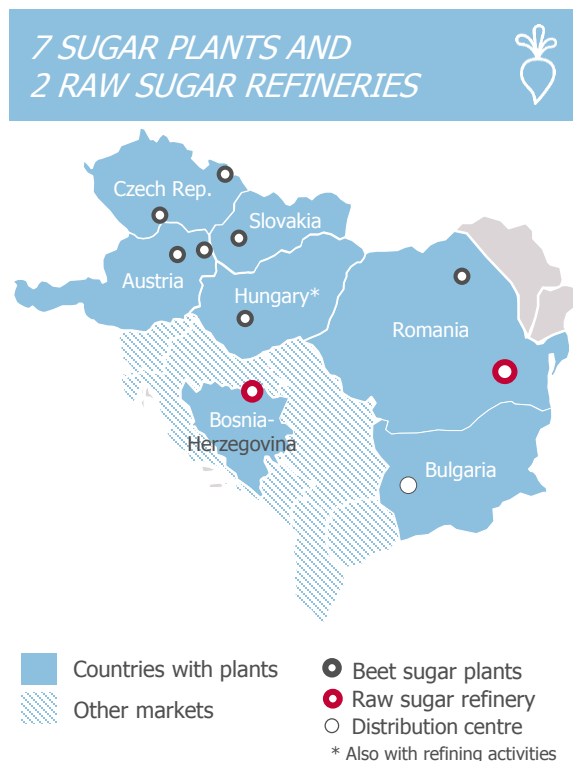 7 SUGAR PLANTS AND
2 RAW SUGAR REFINERIES
Czech Rep.
Slovakia
Austria
Hungary*
Romania
Bosnia-
Herzegovina
Bulgaria
Countries with plants
Other markets
Beet sugar plants
Raw sugar refinery
Distribution centre
* Also with refining activities